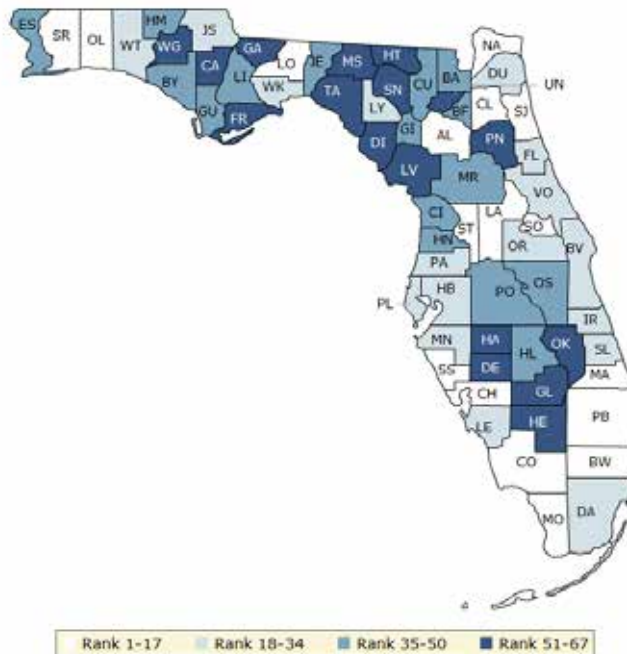 ES
SR
OL
HM
WT
JS
WG
BY
CA
GU
GA
LI
FR
LO
WK
JE
TA
MS
LY
DI
HT
SN
LV
CU
GI
BA
BF
AL
NA
DU
UN
CL
SJ
PN
FL
MR
VO
CI
ST
LA
SO
HN
OR
BV
PA
HB
PL
PO
OS
IR
MN
HA
HL
OK
SL
SS
DE
MA
CH
GL
LE
HE
PB
CO
BW
MO
DA
Rank 1-17 Rank 18-34 Rank 35-50 Rank 51-67